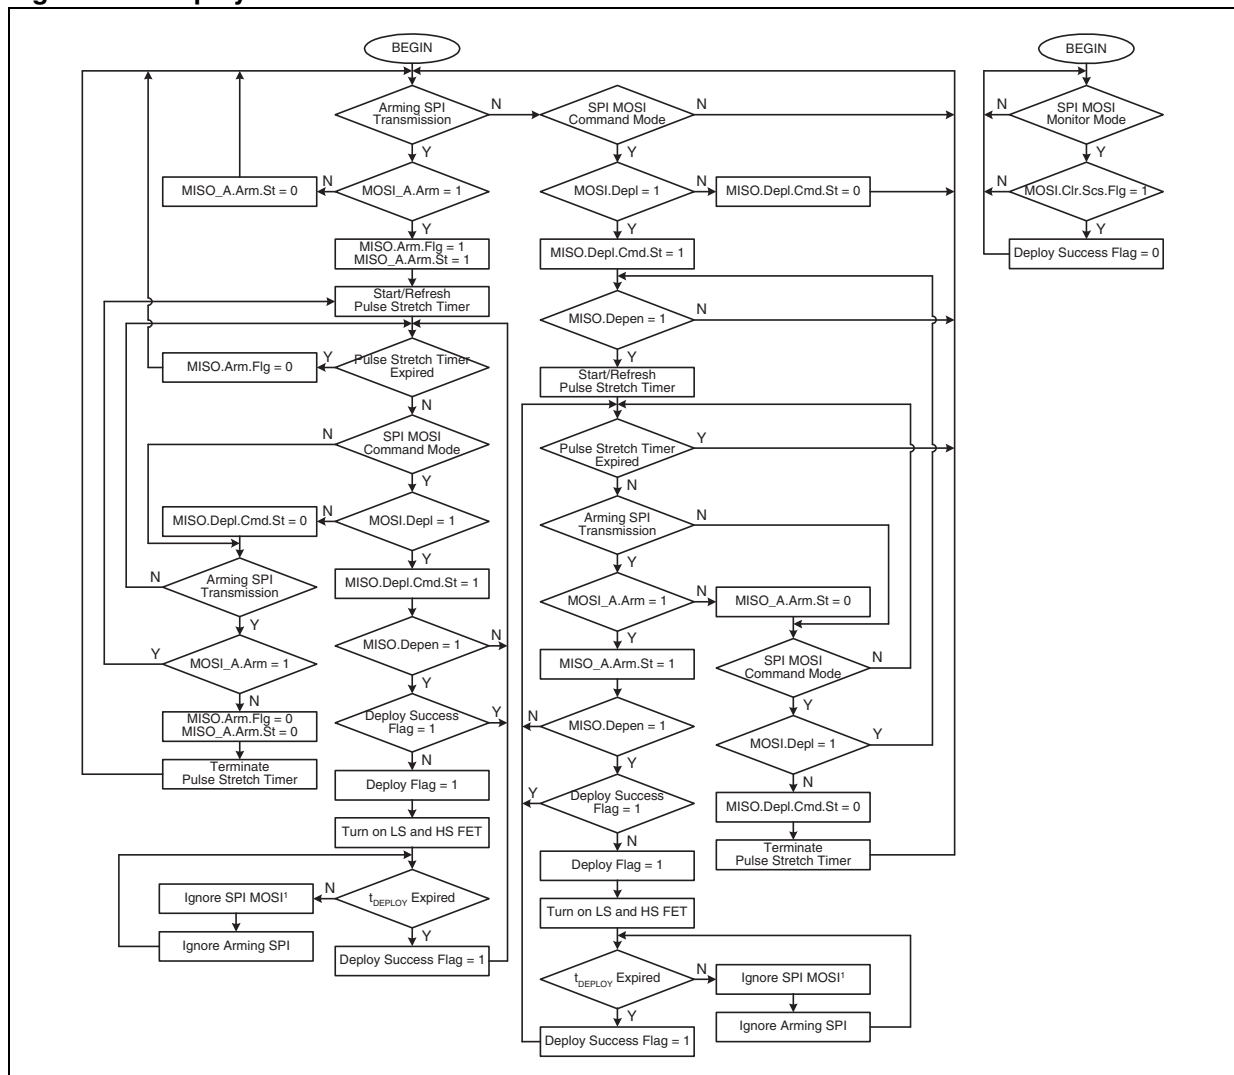 BEGIN
Arming SPI
Transmission
N
Y
MOSI_A.Arm = 1
N
MISO_A.Arm.St = 0
Y
MISO.Arm.Flg = 1
MISO_A.Arm.St = 1
Start/Refresh
Pulse Stretch Timer
Pulse Stretch Timer
Expired
Y
MISO.Arm.Flg = 0
N
SPI MOSI
Command Mode
N
Y
MOSI.Depl = 1
N
MISO.Depl.Cmd.St = 0
Y
Arming SPI
Transmission
N
Y
MOSI_A.Arm = 1
Y
N
MISO.Arm.Flg = 0
MISO_A.Arm.St = 0
Terminate
Pulse Stretch Timer
MISO.Depl.Cmd.St = 1
MISO.Depen = 1
N
Y
Deploy Success
Flag = 1
Y
N
Deploy Flag = 1
Turn on LS and HS FET
tDEPLOY Expired
N
Ignore SPI MOSI¹
Ignore Arming SPI
Y
Deploy Success Flag = 1
SPI MOSI
Command Mode
N
Y
MOSI.Depl = 1
N
MISO.Depl.Cmd.St = 0
Y
MISO.Depl.Cmd.St = 1
MISO.Depen = 1
N
Y
Start/Refresh
Pulse Stretch Timer
Pulse Stretch Timer
Expired
Y
N
Arming SPI
Transmission
N
Y
MOSI_A.Arm = 1
N
MISO_A.Arm.St = 0
Y
MISO_A.Arm.St = 1
SPI MOSI
Command Mode
N
Y
MOSI.Depl = 1
Y
N
MISO.Depl.Cmd.St = 0
Terminate
Pulse Stretch Timer
MISO.Depen = 1
N
Y
Deploy Success
Flag = 1
Y
N
Deploy Flag = 1
Turn on LS and HS FET
tDEPLOY Expired
N
Ignore SPI MOSI¹
Ignore Arming SPI
Y
Deploy Success Flag = 1
BEGIN
SPI MOSI
Monitor Mode
N
Y
MOSI.Clr.Scs.Flg = 1
N
Y
Deploy Success Flag = 0